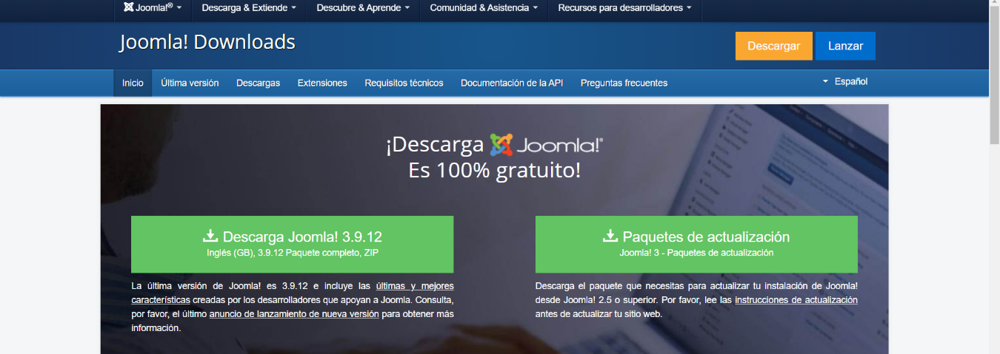 Joomla!® Descarga & Extiende Descubre & Aprende Comunidad & Asistencia Recursos para desarrolladores
Joomla! Downloads
Descargar Lanzar
Inicio Última versión Descargas Extensiones Requisitos técnicos Documentación de la API Preguntas frecuentes Español
¡Descarga Joomla!®
Es 100% gratuito!
Descarga Joomla! 3.9.12
Inglés (GB), 3.9.12 Paquete completo, ZIP
La última versión de Joomla! es 3.9.12 e incluye las últimas y mejores
características creadas por los desarrolladores que apoyan a Joomla. Consulta,
por favor, el último anuncio de lanzamiento de nueva versión para obtener más
información.
Paquetes de actualización
Joomla! 3 - Paquetes de actualización
Descarga el paquete que necesitas para actualizar tu instalación de Joomla!
desde Joomla! 2.5 o superior. Por favor, lee las instrucciones de actualización
antes de actualizar tu sitio web.